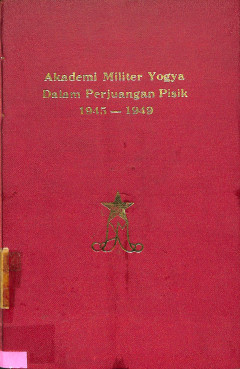 Akademi Militer Yogya
Dalam Perjuangan Pisik
1945 — 1949